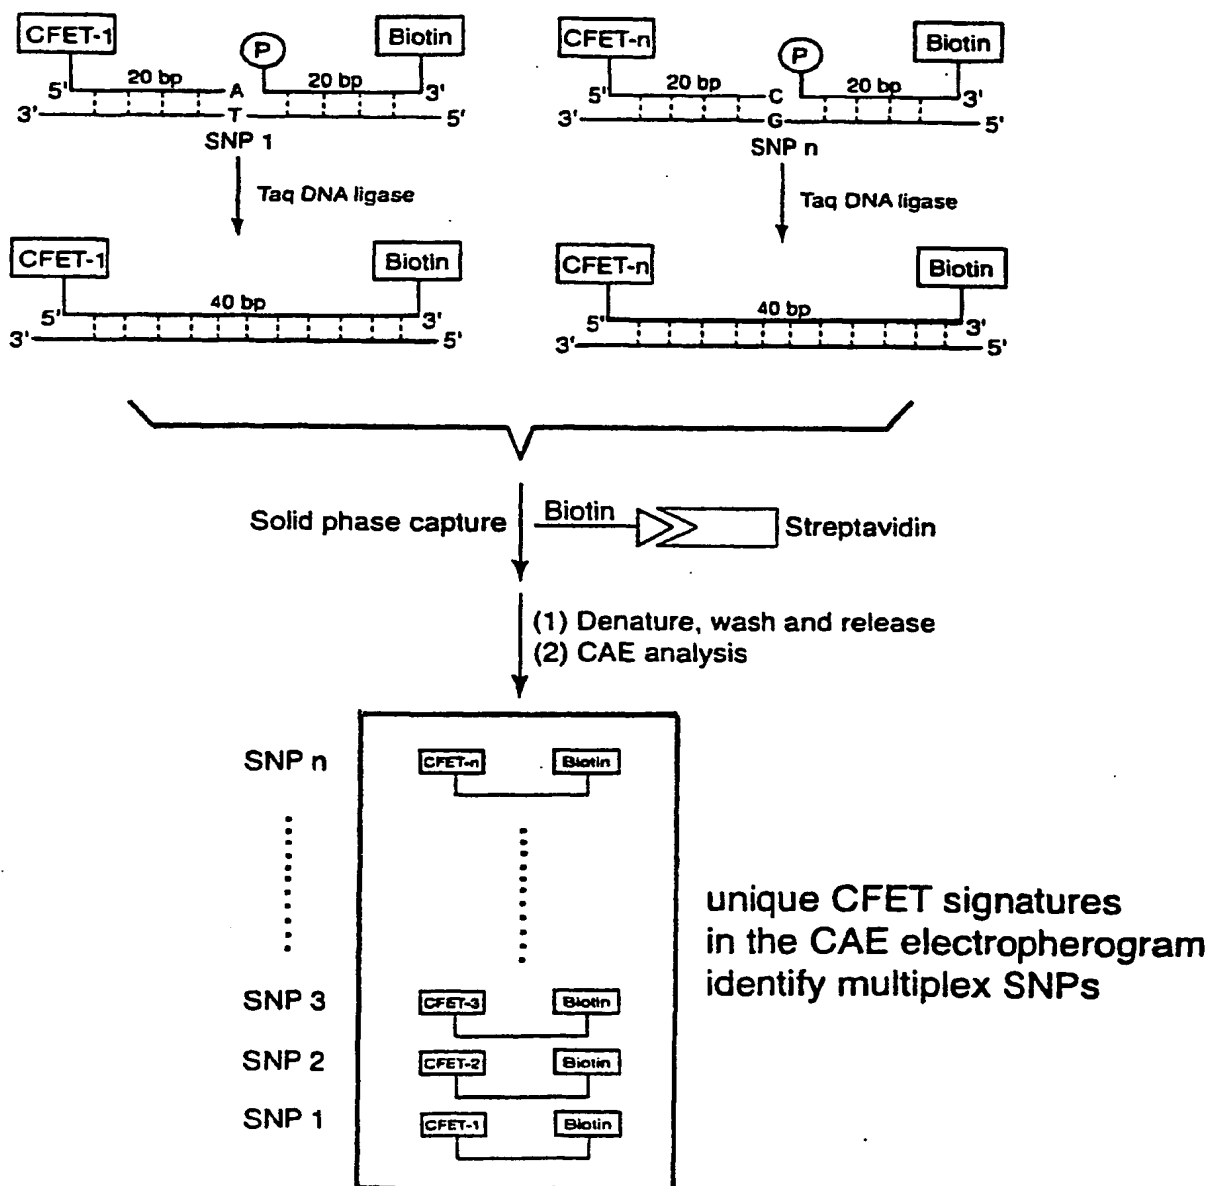 CFET-1 P Biotin
20 bp A 20 bp
5' 3'
3' T 5'
SNP 1
Taq DNA ligase
CFET-n P Biotin
20 bp C 20 bp
5' 3'
3' G 5'
SNP n
Taq DNA ligase
CFET-1 Biotin
40 bp
5' 3'
3' 5'
CFET-n Biotin
40 bp
5' 3'
3' 5'
Solid phase capture Biotin Streptavidin
(1) Denature, wash and release
(2) CAE analysis
SNP n CFET-n Biotin
SNP 3 CFET-3 Biotin
SNP 2 CFET-2 Biotin
SNP 1 CFET-1 Biotin
unique CFET signatures
in the CAE electropherogram
identify multiplex SNPs